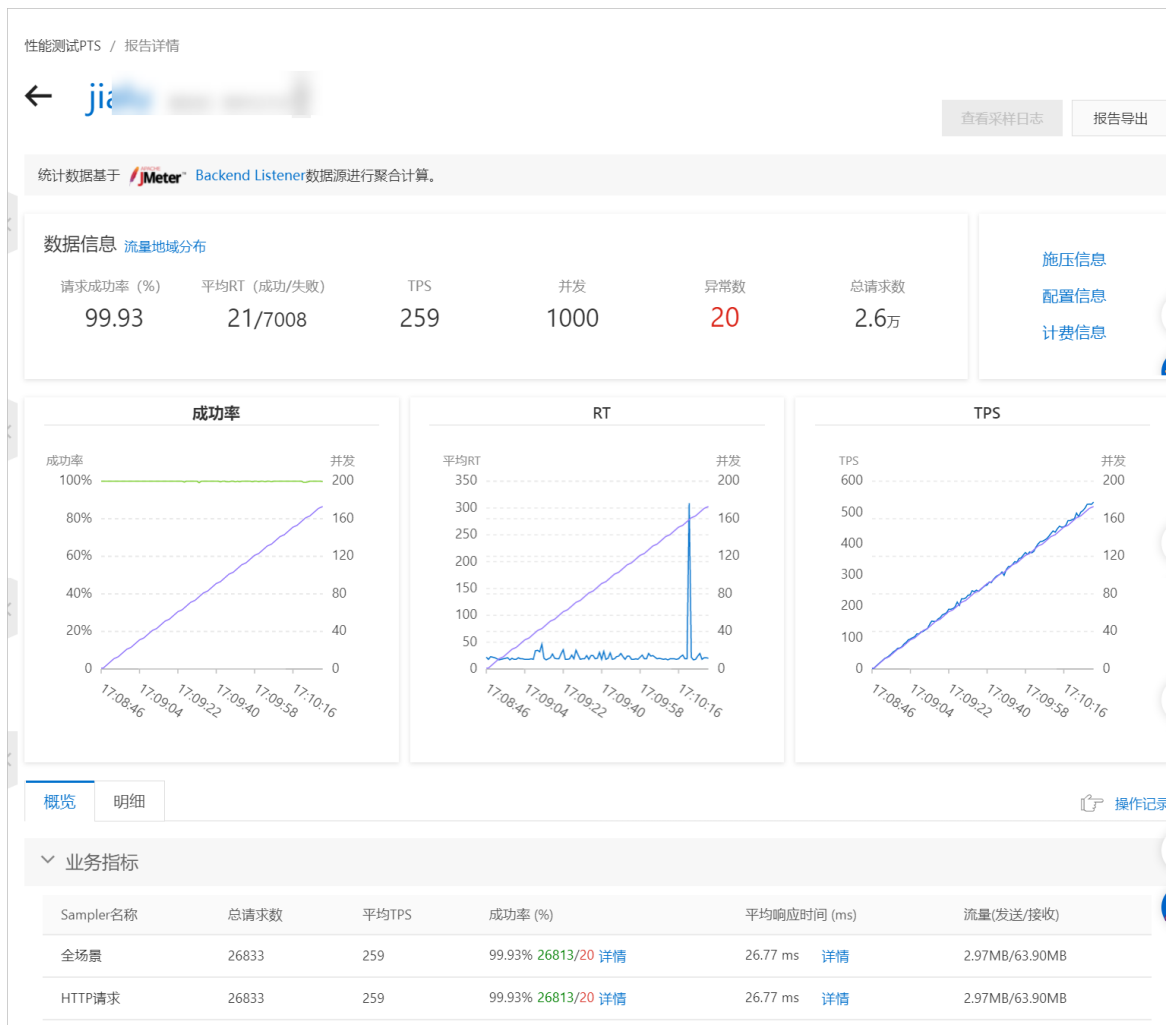 性能测试PTS / 报告详情
查看采样日志 报告导出
统计数据基于 APACHE JMeter™ Backend Listener数据源进行聚合计算。
数据信息 流量地域分布
请求成功率（%） 平均RT（成功/失败） TPS 并发 异常数 总请求数
99.93 21/7008 259 1000 20 2.6万
施压信息
配置信息
计费信息
成功率
成功率 并发
100% 200
80% 160
60% 120
40% 80
20% 40
0 0
17:08:46 17:09:04 17:09:22 17:09:40 17:09:58 17:10:16
RT
平均RT 并发
350 200
300 160
250
200 120
150 80
100
50 40
0 0
17:08:46 17:09:04 17:09:22 17:09:40 17:09:58 17:10:16
TPS
TPS 并发
600 200
500 160
400
300 120
200 80
100 40
0 0
17:08:46 17:09:04 17:09:22 17:09:40 17:09:58 17:10:16
概览 明细 操作记录
业务指标
Sampler名称 总请求数 平均TPS 成功率 (%) 平均响应时间 (ms) 流量(发送/接收)
全场景 26833 259 99.93% 26813/20 详情 26.77 ms 详情 2.97MB/63.90MB
HTTP请求 26833 259 99.93% 26813/20 详情 26.77 ms 详情 2.97MB/63.90MB